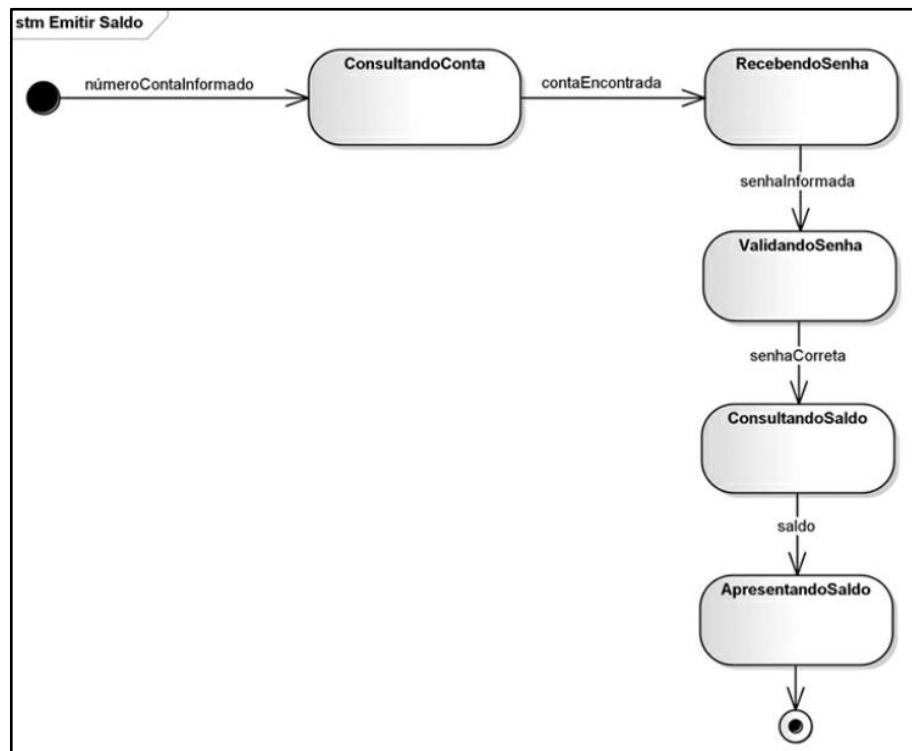 stm Emitir Saldo
númeroContaInformado
ConsultandoConta
contaEncontrada
RecebendoSenha
senhaInformada
ValidandoSenha
senhaCorreta
ConsultandoSaldo
saldo
ApresentandoSaldo